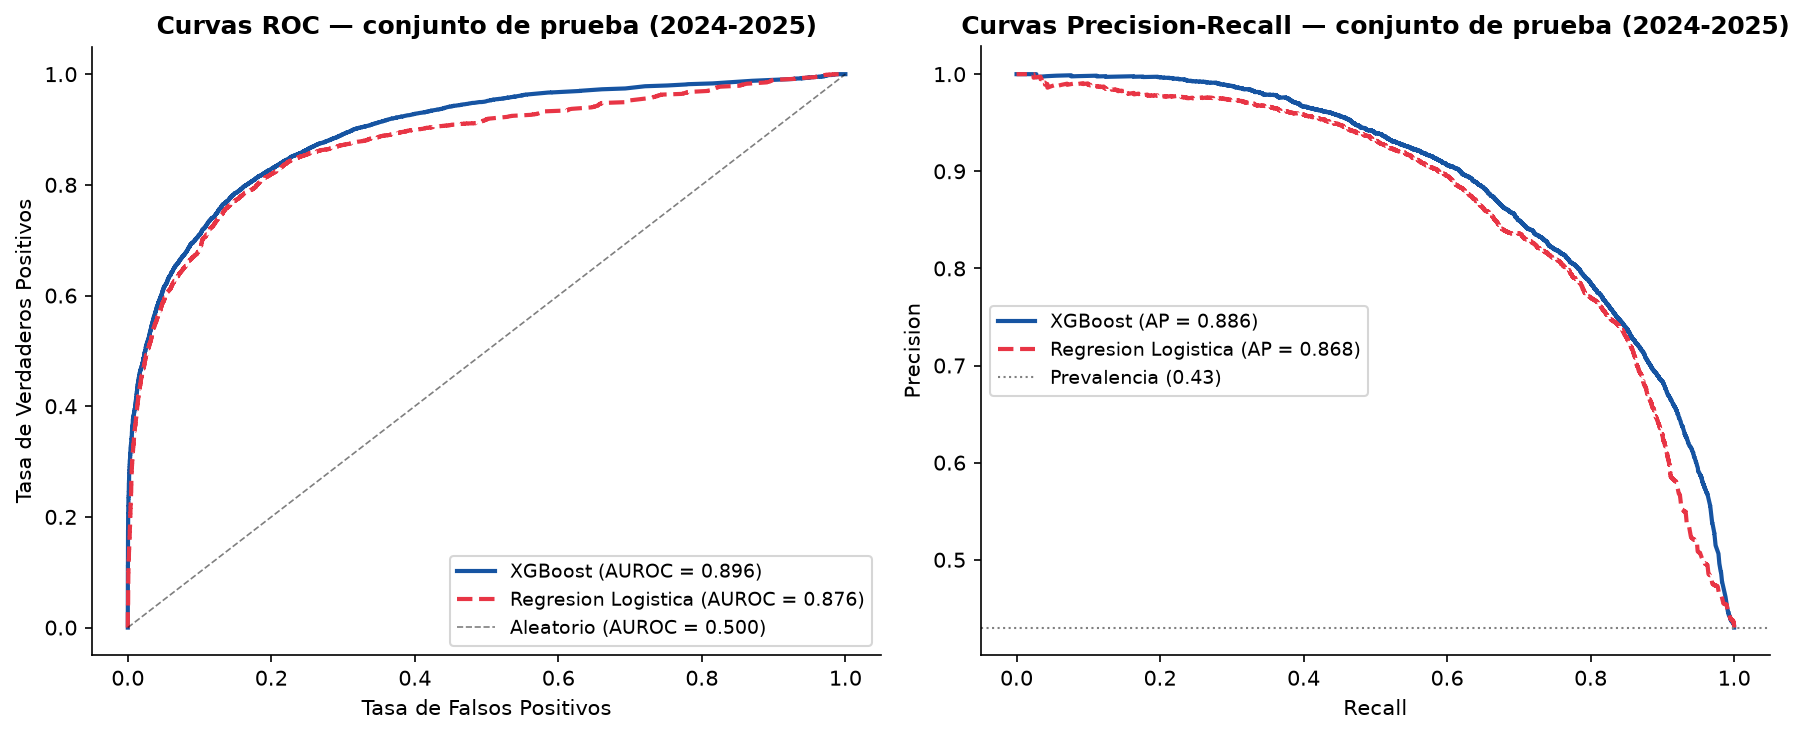 Curvas ROC — conjunto de prueba (2024-2025)
Tasa de Verdaderos Positivos
1.0
0.8
0.6
0.4
0.2
0.0
XGBoost (AUROC = 0.896)
Regresion Logistica (AUROC = 0.876)
Aleatorio (AUROC = 0.500)
0.0 0.2 0.4 0.6 0.8 1.0
Tasa de Falsos Positivos
Curvas Precision-Recall — conjunto de prueba (2024-2025)
Precision
1.0
0.9
0.8
0.7
0.6
0.5
XGBoost (AP = 0.886)
Regresion Logistica (AP = 0.868)
Prevalencia (0.43)
0.0 0.2 0.4 0.6 0.8 1.0
Recall